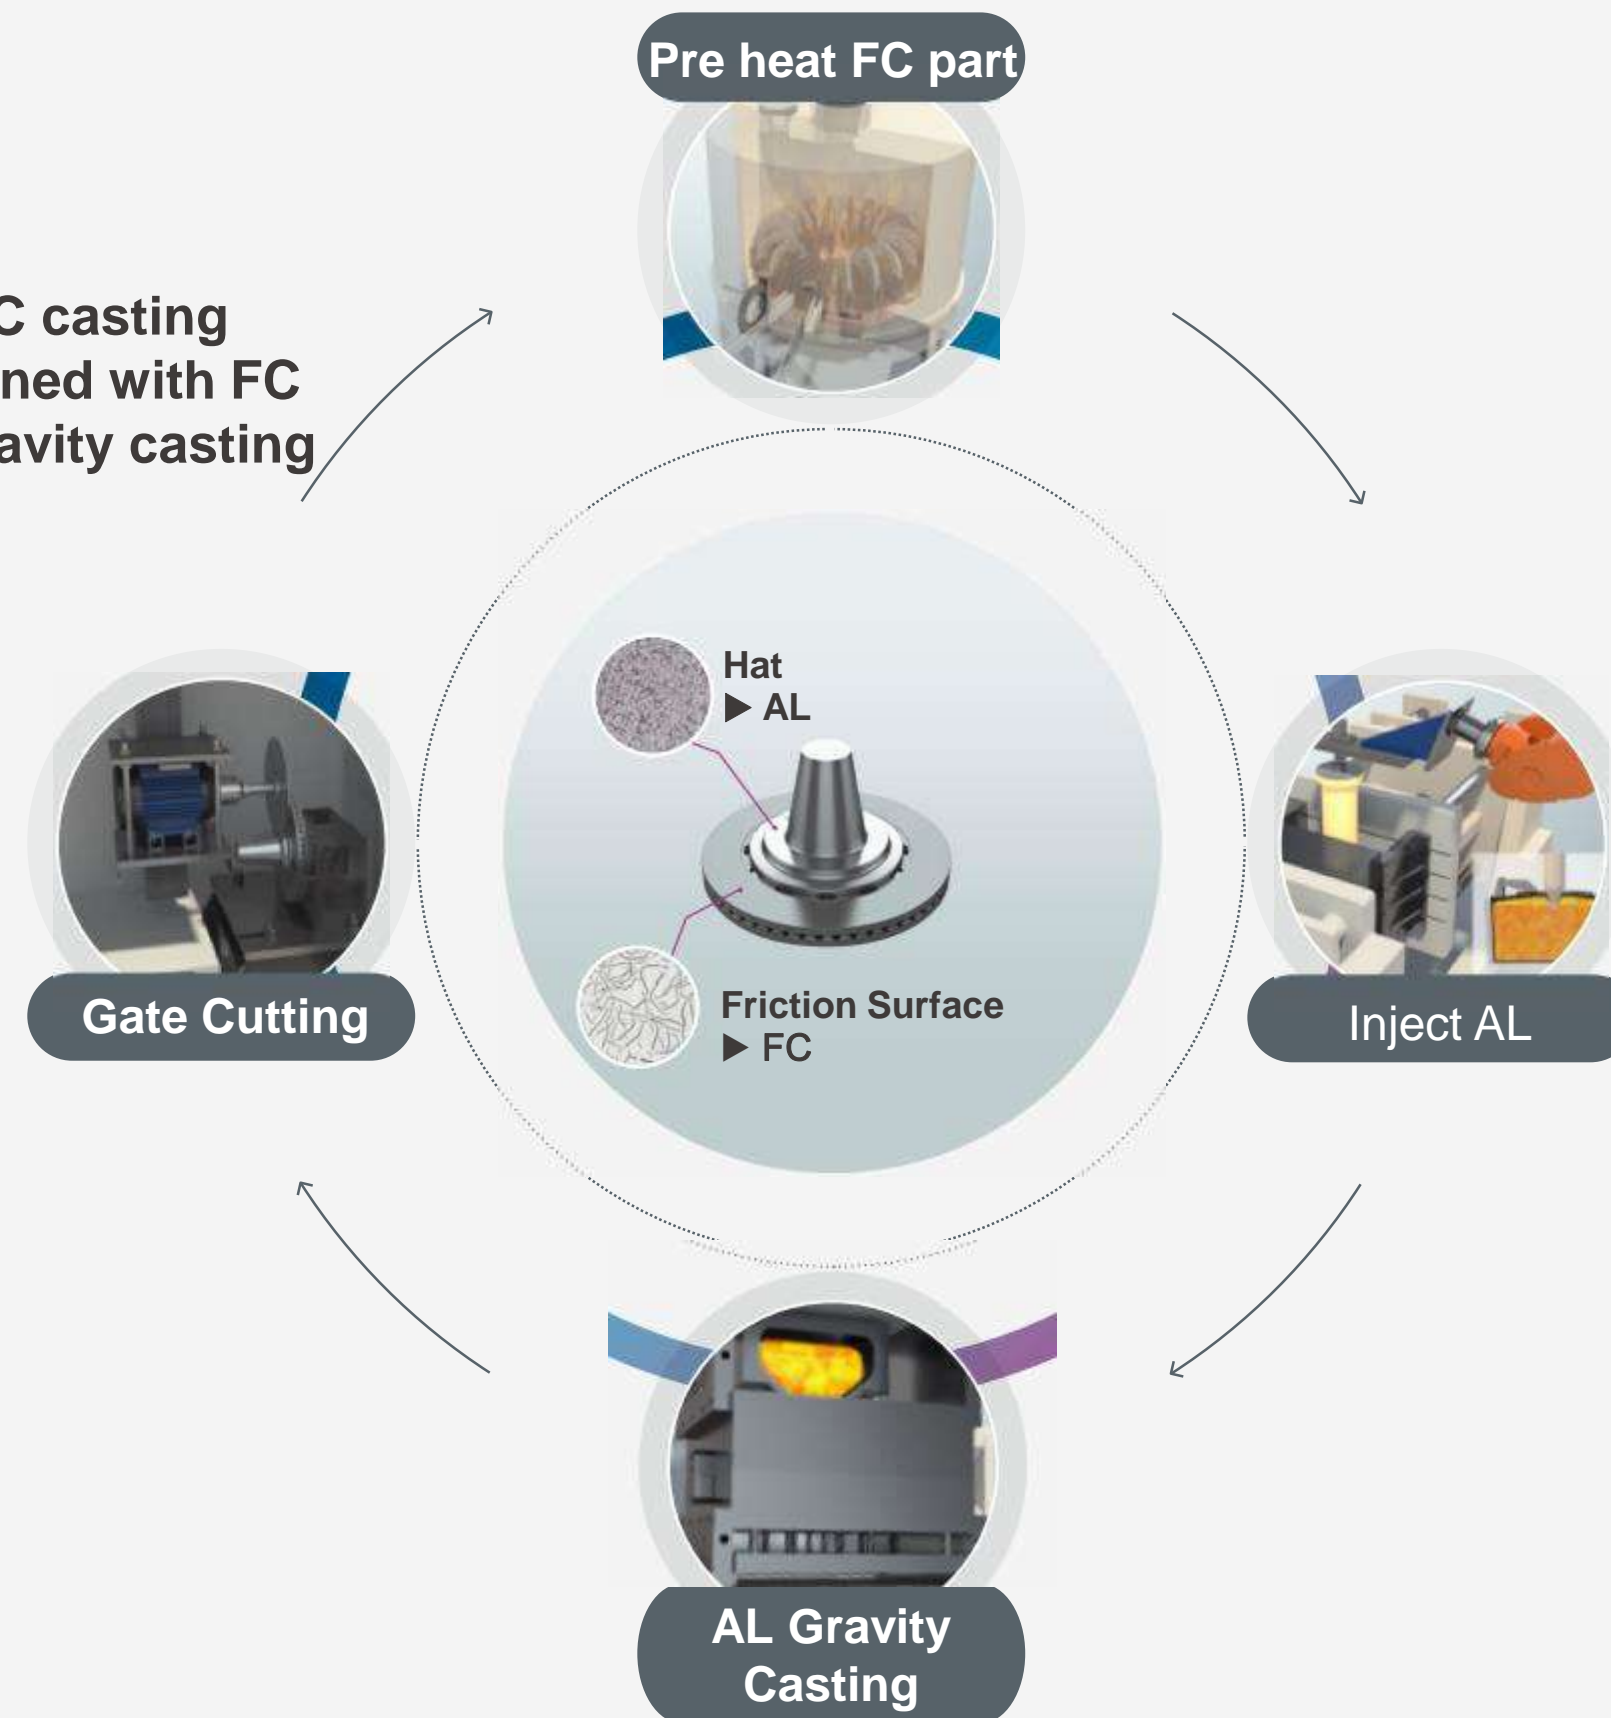 Pre heat FC part
C casting
ned with FC
avity casting
Hat
▶ AL
Friction Surface
▶ FC
Gate Cutting
Inject AL
AL Gravity
Casting